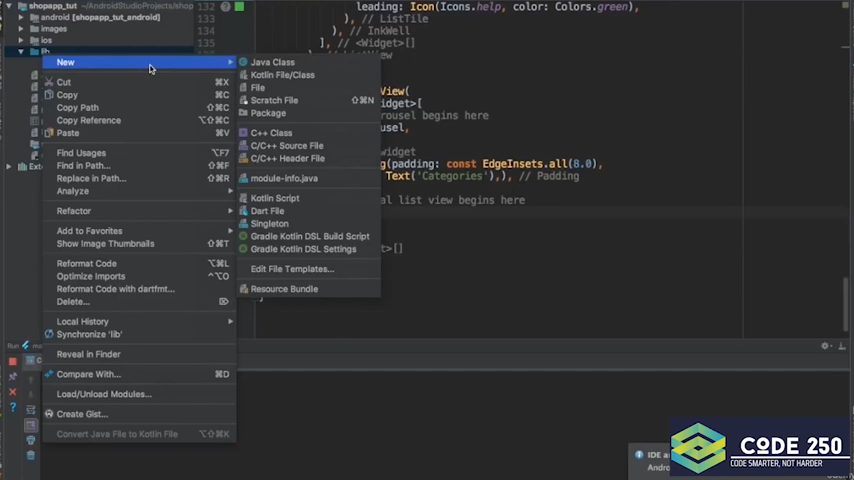 shopapp_tut ~/AndroidStudioProjects/shop
android [shopapp_tut_android]
images
ios
lib
132
133
134
135
leading: Icon(Icons.help, color: Colors.green),
), // ListTile
), // InkWell
], // <Widget>[]
New
Cut ⌘X
Copy ⌘C
Copy Path ⇧⌘C
Copy Reference ⌥⇧⌘C
Paste ⌘V
Find Usages ⌥F7
Find in Path... ⇧⌘F
Replace in Path... ⇧⌘R
Analyze
Refactor
Add to Favorites
Show Image Thumbnails ⇧⌘T
Reformat Code ⌥⌘L
Optimize Imports ⌃⌥O
Reformat Code with dartfmt...
Delete... ⌦
Local History
Synchronize 'lib'
Reveal in Finder
Compare With... ⌘D
Load/Unload Modules...
Create Gist...
Convert Java File to Kotlin File ⌥⇧⌘K
Java Class
Kotlin File/Class
File
Scratch File ⇧⌘N
Package
C++ Class
C/C++ Source File
C/C++ Header File
module-info.java
Kotlin Script
Dart File
Singleton
Gradle Kotlin DSL Build Script
Gradle Kotlin DSL Settings
Edit File Templates...
Resource Bundle
View(
dget>[
ousel begins here
usel,
widget
g(padding: const EdgeInsets.all(8.0),
Text('Categories'),), // Padding
al list view begins here
>[]
Ext
Run
IDE a
Andro
CODE 250
CODE SMARTER, NOT HARDER